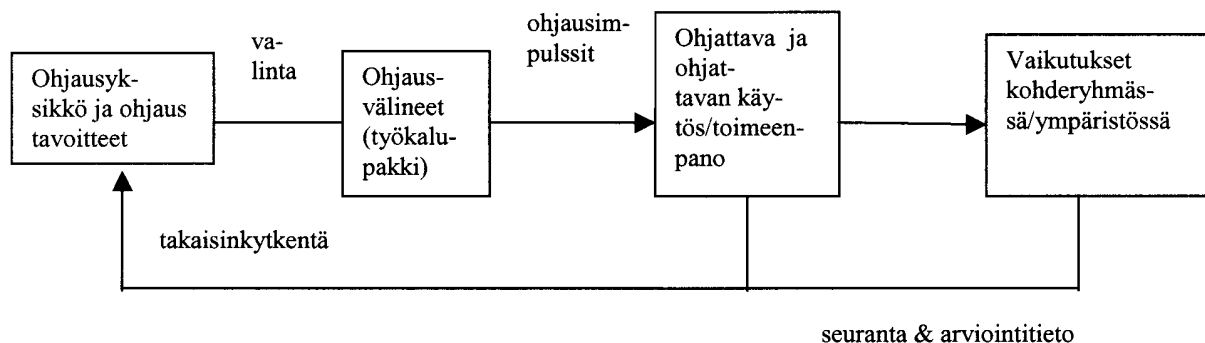 Ohjausyk-
sikkö ja ohjaus
tavoitteet
va-
linta
Ohjaus-
välineet
(työkalu-
pakki)
ohjausim-
pulssit
Ohjattava ja
ohjat-
tavan käy-
tös/toimeen-
pano
Vaikutukset
kohderyhmäs-
sä/ympäristössä
takaisinkytkentä
seuranta & arviointitieto